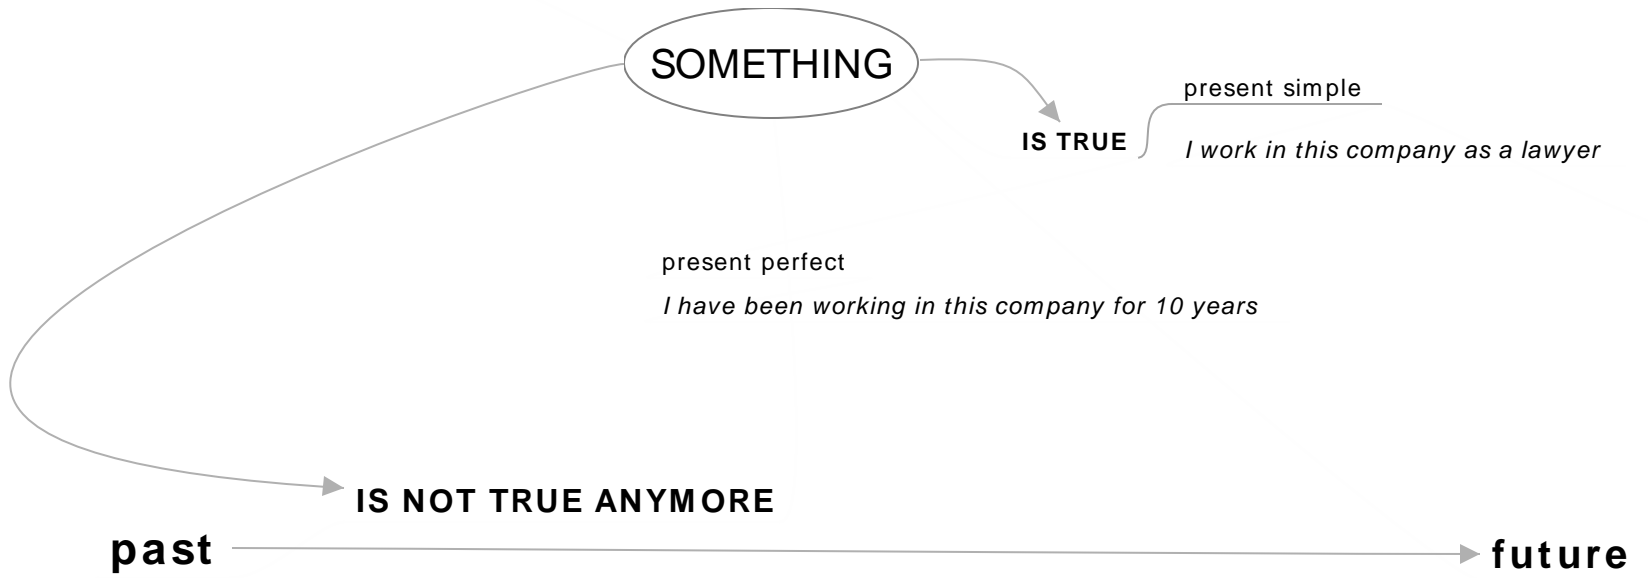 SOMETHING
present simple
IS TRUE
I work in this company as a lawyer
present perfect
I have been working in this company for 10 years
IS NOT TRUE ANYMORE
past
future